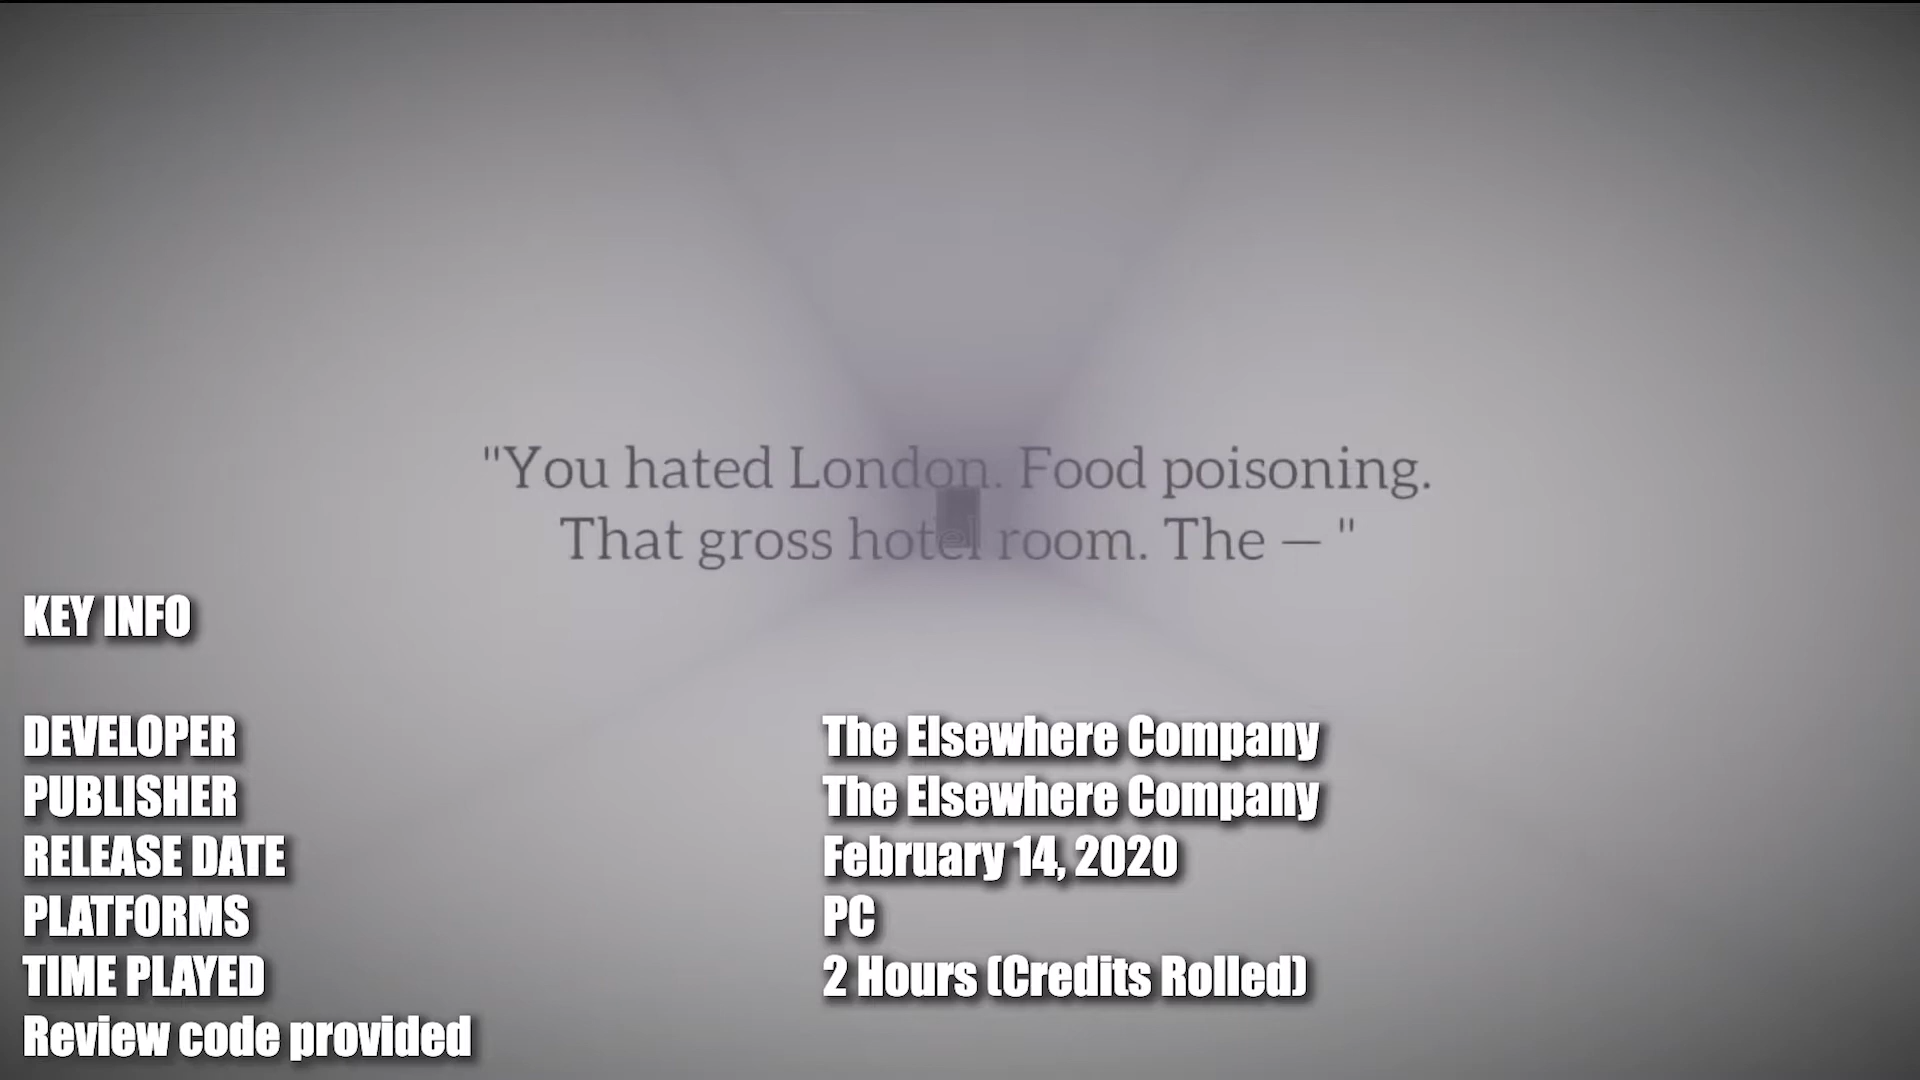 "You hated London. Food poisoning.
That gross hotel room. The — "
KEY INFO
DEVELOPER The Elsewhere Company
PUBLISHER The Elsewhere Company
RELEASE DATE February 14, 2020
PLATFORMS PC
TIME PLAYED 2 Hours (Credits Rolled)
Review code provided